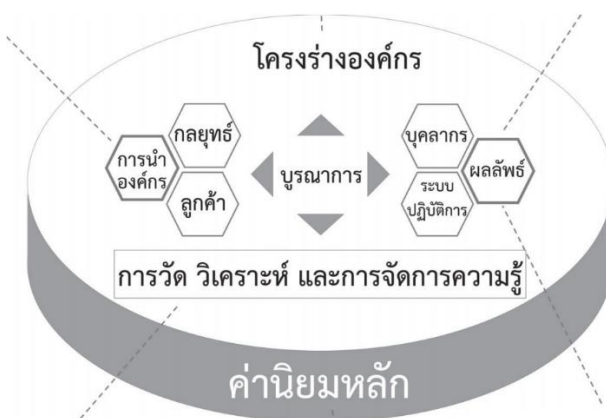 โครงร่างองค์กร
กลยุทธ์
การนำ
องค์กร
ลูกค้า
บูรณาการ
บุคลากร
ผลลัพธ์
ระบบ
ปฏิบัติการ
การวัด วิเคราะห์ และการจัดการความรู้
ค่านิยมหลัก